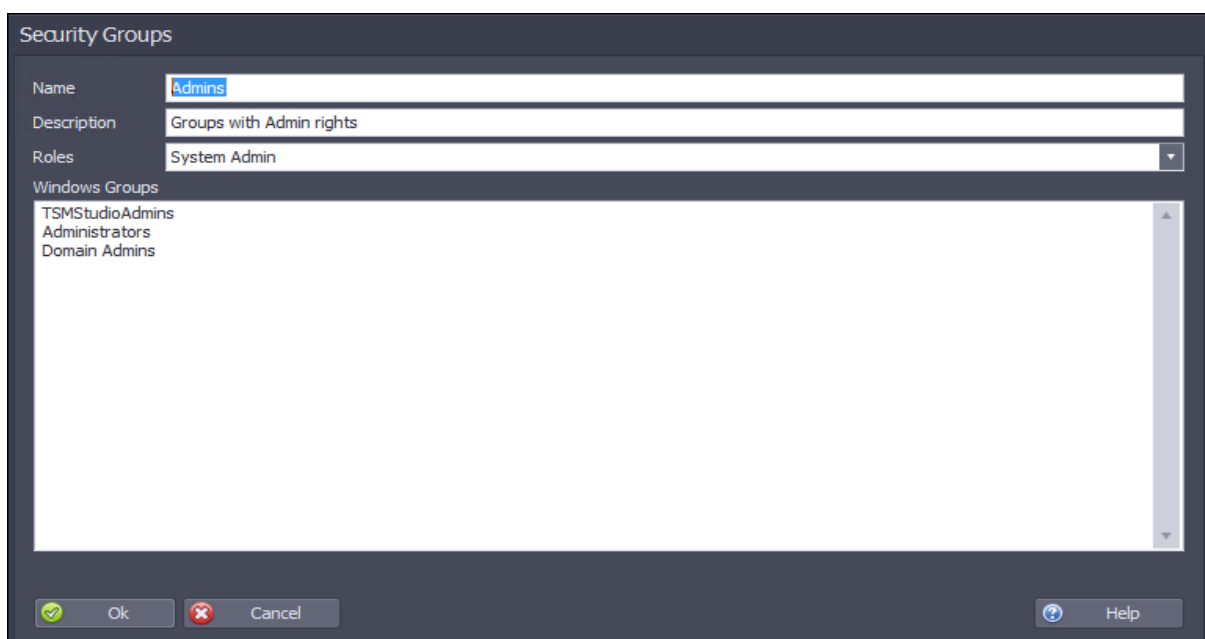 Security Groups
Name Admins
Description Groups with Admin rights
Roles System Admin
Windows Groups
TSMStudioAdmins
Administrators
Domain Admins
Ok Cancel Help